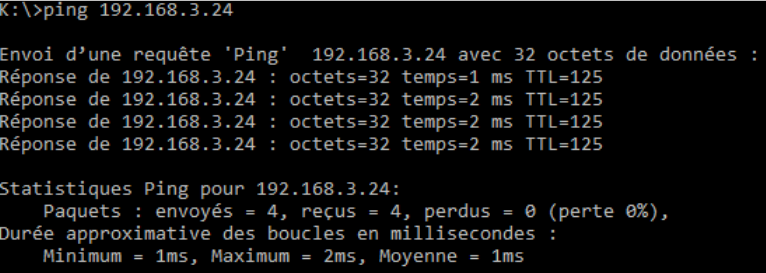 K:\>ping 192.168.3.24
Envoi d’une requête 'Ping'  192.168.3.24 avec 32 octets de données :
Réponse de 192.168.3.24 : octets=32 temps=1 ms TTL=125
Réponse de 192.168.3.24 : octets=32 temps=2 ms TTL=125
Réponse de 192.168.3.24 : octets=32 temps=2 ms TTL=125
Réponse de 192.168.3.24 : octets=32 temps=2 ms TTL=125
Statistiques Ping pour 192.168.3.24:
    Paquets : envoyés = 4, reçus = 4, perdus = 0 (perte 0%),
Durée approximative des boucles en millisecondes :
    Minimum = 1ms, Maximum = 2ms, Moyenne = 1ms